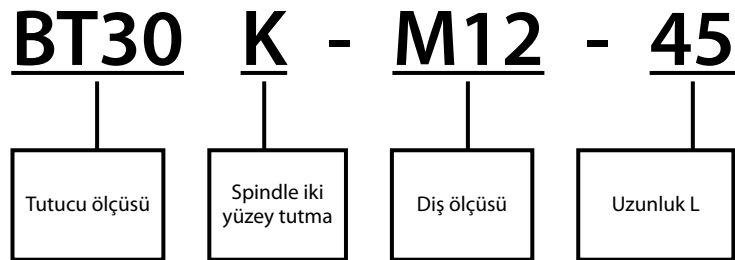 BT30 K - M12 - 45
Tutucu ölçüsü
Spindle iki
yüzey tutma
Diş ölçüsü
Uzunluk L